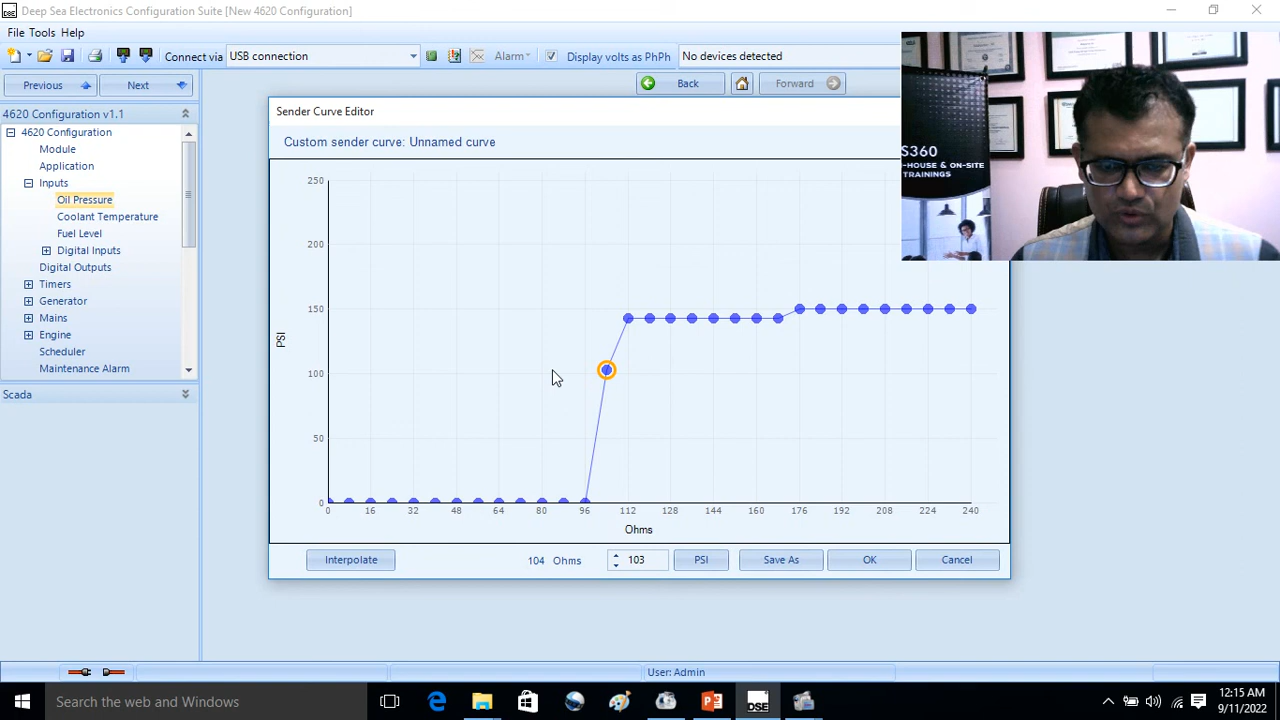 Deep Sea Electronics Configuration Suite [New 4620 Configuration]
File Tools Help
Connect via USB connection Alarm Display volts as Ph No devices detected
Previous Next Back Forward
4620 Configuration v1.1
4620 Configuration
Module
Application
Inputs
Oil Pressure
Coolant Temperature
Fuel Level
Digital Inputs
Digital Outputs
Timers
Generator
Mains
Engine
Scheduler
Maintenance Alarm
Scada
Sender Curve Editor
Custom sender curve: Unnamed curve
250
200
150
100
50
0
PSI
0 16 32 48 64 80 96 112 128 144 160 176 192 208 224 240
Ohms
Interpolate 104 Ohms 103 PSI Save As OK Cancel
S360
-HOUSE & ON-SITE
TRAININGS
User: Admin
Search the web and Windows
DSE
12:15 AM
9/11/2022